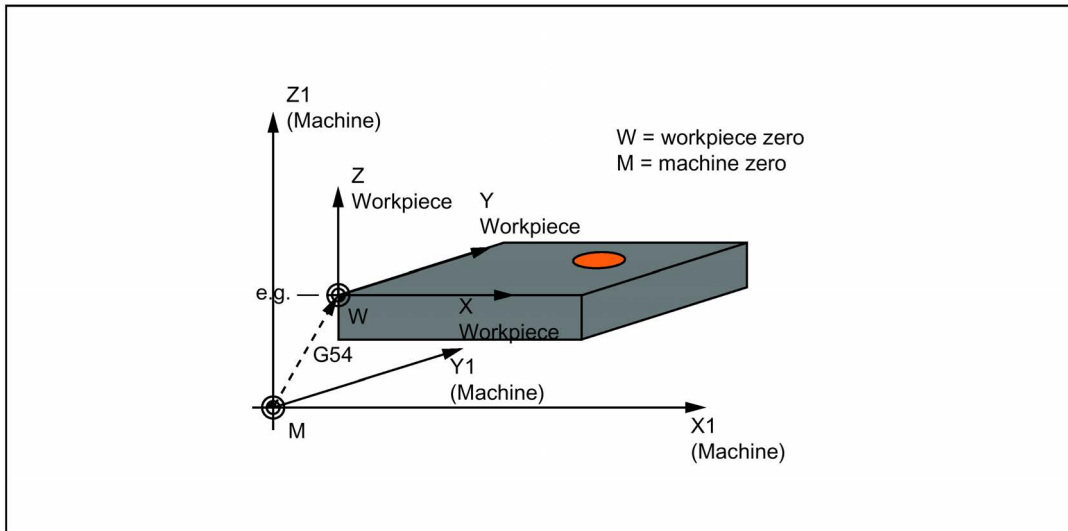 Z1
(Machine)
W = workpiece zero
M = machine zero
Z
Workpiece
Y
Workpiece
e.g.
W
X
Workpiece
G54
Y1
(Machine)
M
X1
(Machine)